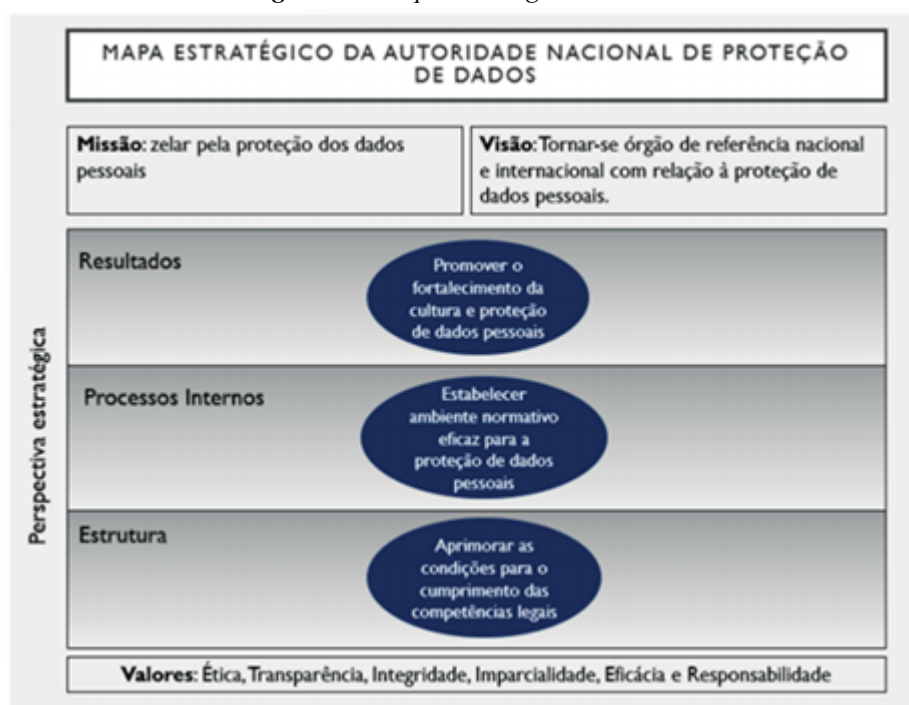 MAPA ESTRATÉGICO DA AUTORIDADE NACIONAL DE PROTEÇÃO
DE DADOS
Missão: zelar pela proteção dos dados
pessoais
Visão: Tornar-se órgão de referência nacional
e internacional com relação à proteção de
dados pessoais.
Perspectiva estratégica
Resultados
Promover o
fortalecimento da
cultura e proteção
de dados pessoais
Processos Internos
Estabelecer
ambiente normativo
eficaz para a
proteção de dados
pessoais
Estrutura
Aprimorar as
condições para o
cumprimento das
competências legais
Valores: Ética, Transparência, Integridade, Imparcialidade, Eficácia e Responsabilidade